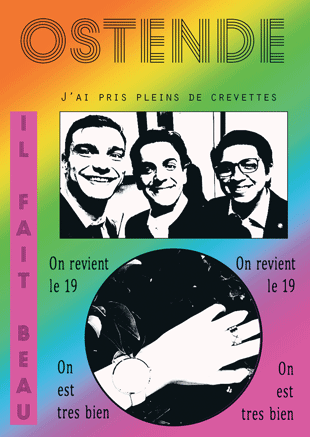 OSTENDE
J'AI PRIS PLEINS DE CREVETTES
IL FAIT BEAU
On revient
le 19
On revient
le 19
On
est
tres bien
On
est
tres bien